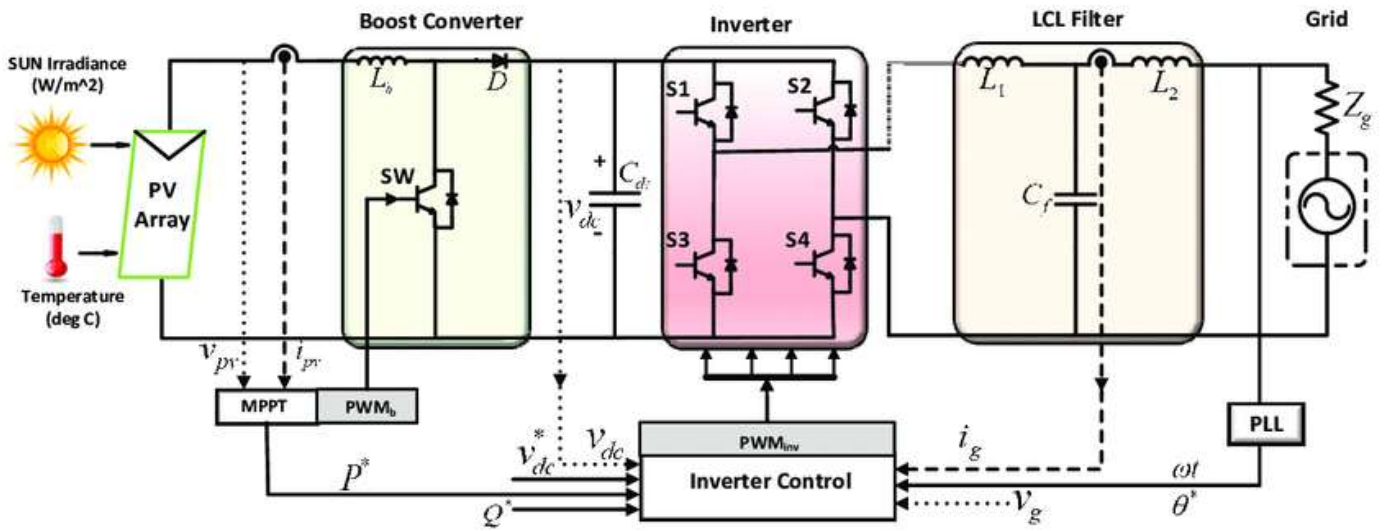 Boost Converter
Inverter
LCL Filter
Grid
SUN Irradiance
(W/m^2)
L_b
D
S1
S2
L_1
L_2
Z_g
PV
Array
SW
+
C_dc
v_dc
-
C_f
S3
S4
Temperature
(deg C)
v_pv
i_pv
MPPT
PWM_b
PLL
PWM_inv
Inverter Control
v_dc^*
v_dc
P^*
Q^*
i_g
ωt
θ^*
v_g